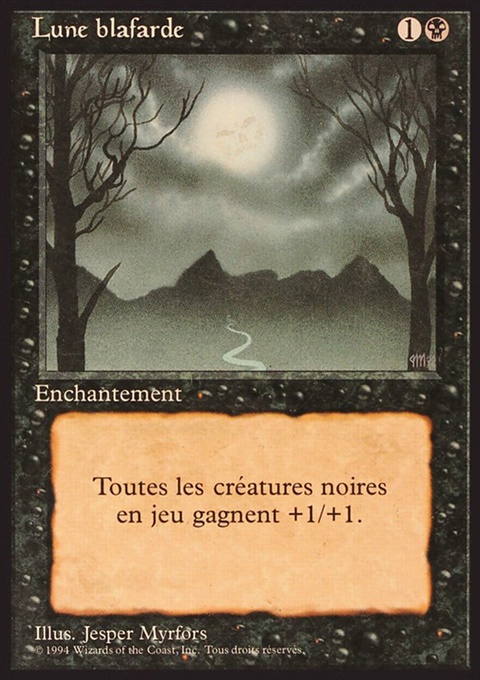 Lune blafarde 1
Enchantement
Toutes les créatures noires
en jeu gagnent +1/+1.
Illus. Jesper Myrfors
© 1994 Wizards of the Coast, Inc. Tous droits réservés.